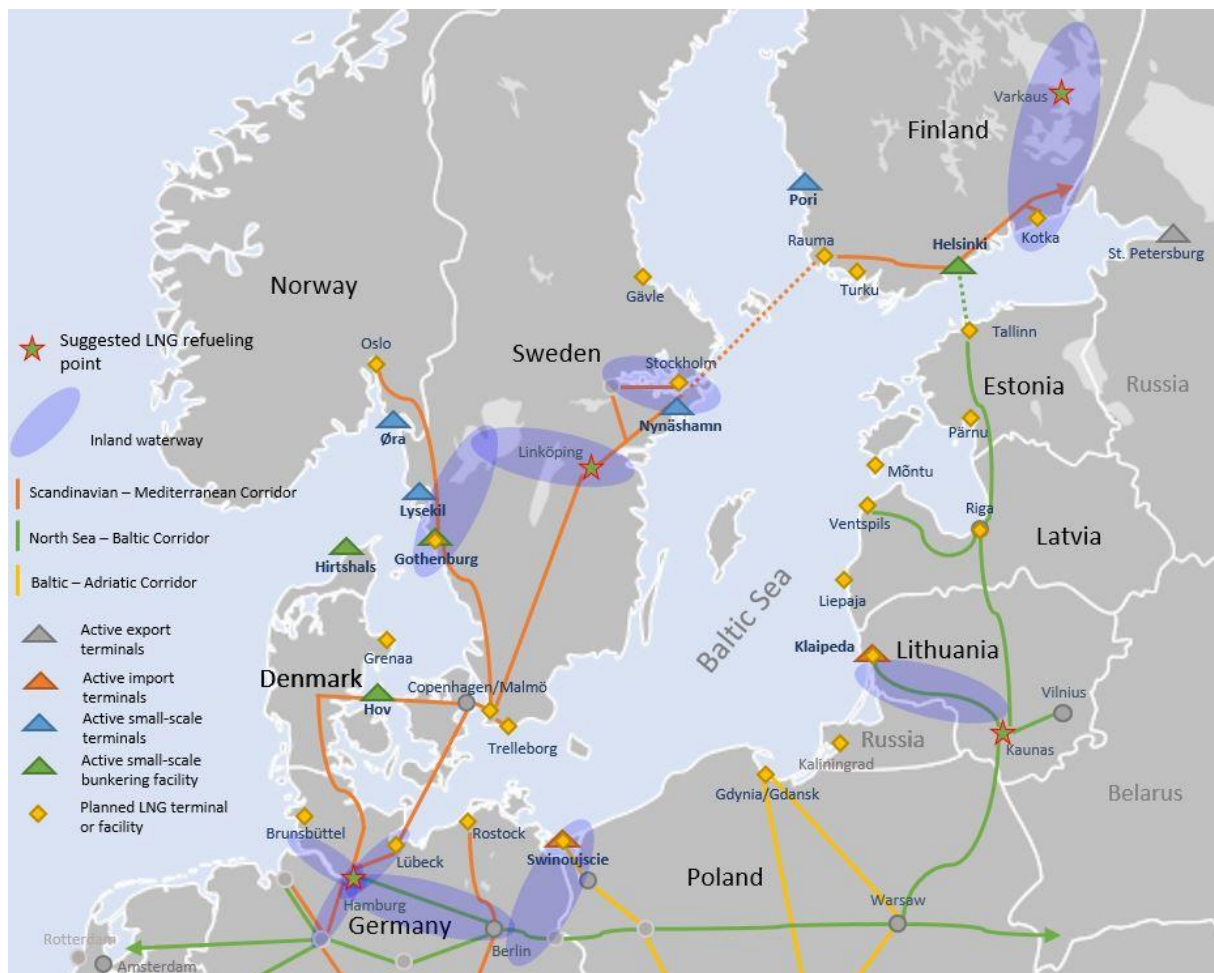 Varkaus
Finland
Pori
Rauma
Helsinki
Kotka
St. Petersburg
Turku
Norway
Gävle
Suggested LNG refueling
point
Oslo
Sweden
Stockholm
Tallinn
Estonia
Russia
Inland waterway
Øra
Nynäshamn
Pärnu
Linköping
Mõntu
Scandinavian – Mediterranean Corridor
Lysekil
Ventspils
Riga
Latvia
North Sea – Baltic Corridor
Gothenburg
Hirtshals
Baltic – Adriatic Corridor
Liepaja
Baltic Sea
Active export
terminals
Grenaa
Klaipeda
Lithuania
Active import
terminals
Denmark
Copenhagen/Malmö
Vilnius
Hov
Active small-scale
terminals
Trelleborg
Russia
Kaunas
Kaliningrad
Active small-scale
bunkering facility
Gdynia/Gdansk
Belarus
Planned LNG terminal
or facility
Brunsbüttel
Rostock
Lübeck
Swinoujscie
Poland
Hamburg
Warsaw
Germany
Berlin
Rotterdam
Amsterdam